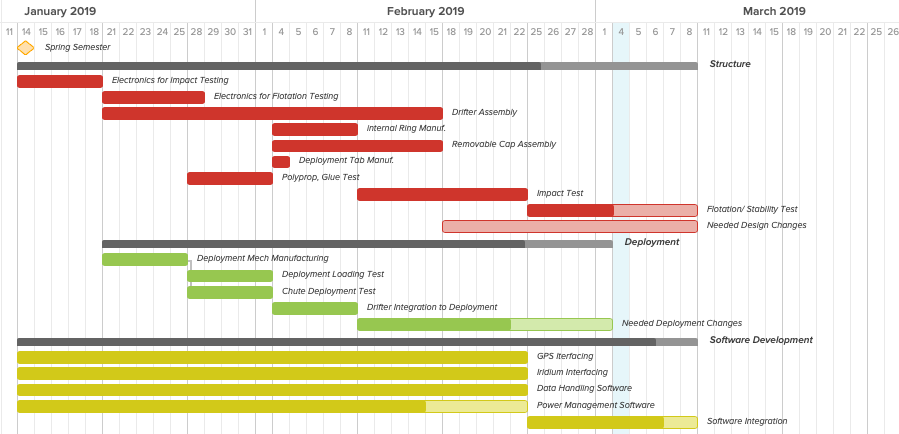 January 2019 February 2019 March 2019
11 14 15 16 17 18 21 22 23 24 25 28 29 30 31 1 4 5 6 7 8 11 12 13 14 15 18 19 20 21 22 25 26 27 28 1 4 5 6 7 8 11 12 13 14 15 18 19 20 21 22 25 26
Spring Semester
Structure
Electronics for Impact Testing
Electronics for Flotation Testing
Drifter Assembly
Internal Ring Manuf.
Removable Cap Assembly
Deployment Tab Manuf.
Polyprop, Glue Test
Impact Test
Flotation/ Stability Test
Needed Design Changes
Deployment
Deployment Mech Manufacturing
Deployment Loading Test
Chute Deployment Test
Drifter Integration to Deployment
Needed Deployment Changes
Software Development
GPS Iterfacing
Iridium Interfacing
Data Handling Software
Power Management Software
Software Integration